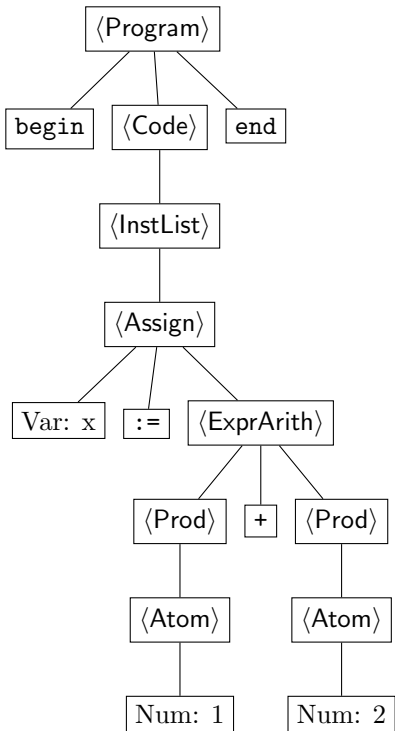 ⟨Program⟩
begin ⟨Code⟩ end
⟨InstList⟩
⟨Assign⟩
Var: x := ⟨ExprArith⟩
⟨Prod⟩ + ⟨Prod⟩
⟨Atom⟩ ⟨Atom⟩
Num: 1 Num: 2